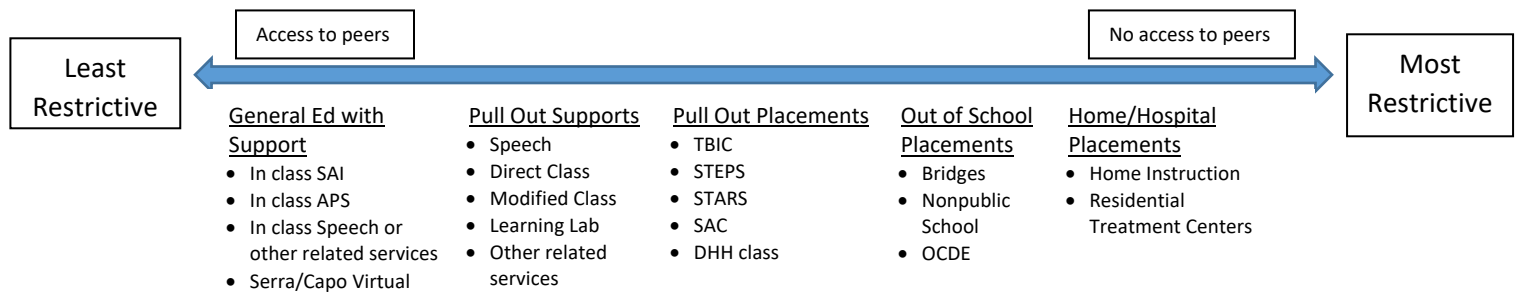 Access to peers
No access to peers
Least
Restrictive
Most
Restrictive
General Ed with
Support
• In class SAI
• In class APS
• In class Speech or
other related services
• Serra/Capo Virtual
Pull Out Supports
• Speech
• Direct Class
• Modified Class
• Learning Lab
• Other related
services
Pull Out Placements
• TBIC
• STEPS
• STARS
• SAC
• DHH class
Out of School
Placements
• Bridges
• Nonpublic
School
• OCDE
Home/Hospital
Placements
• Home Instruction
• Residential
Treatment Centers